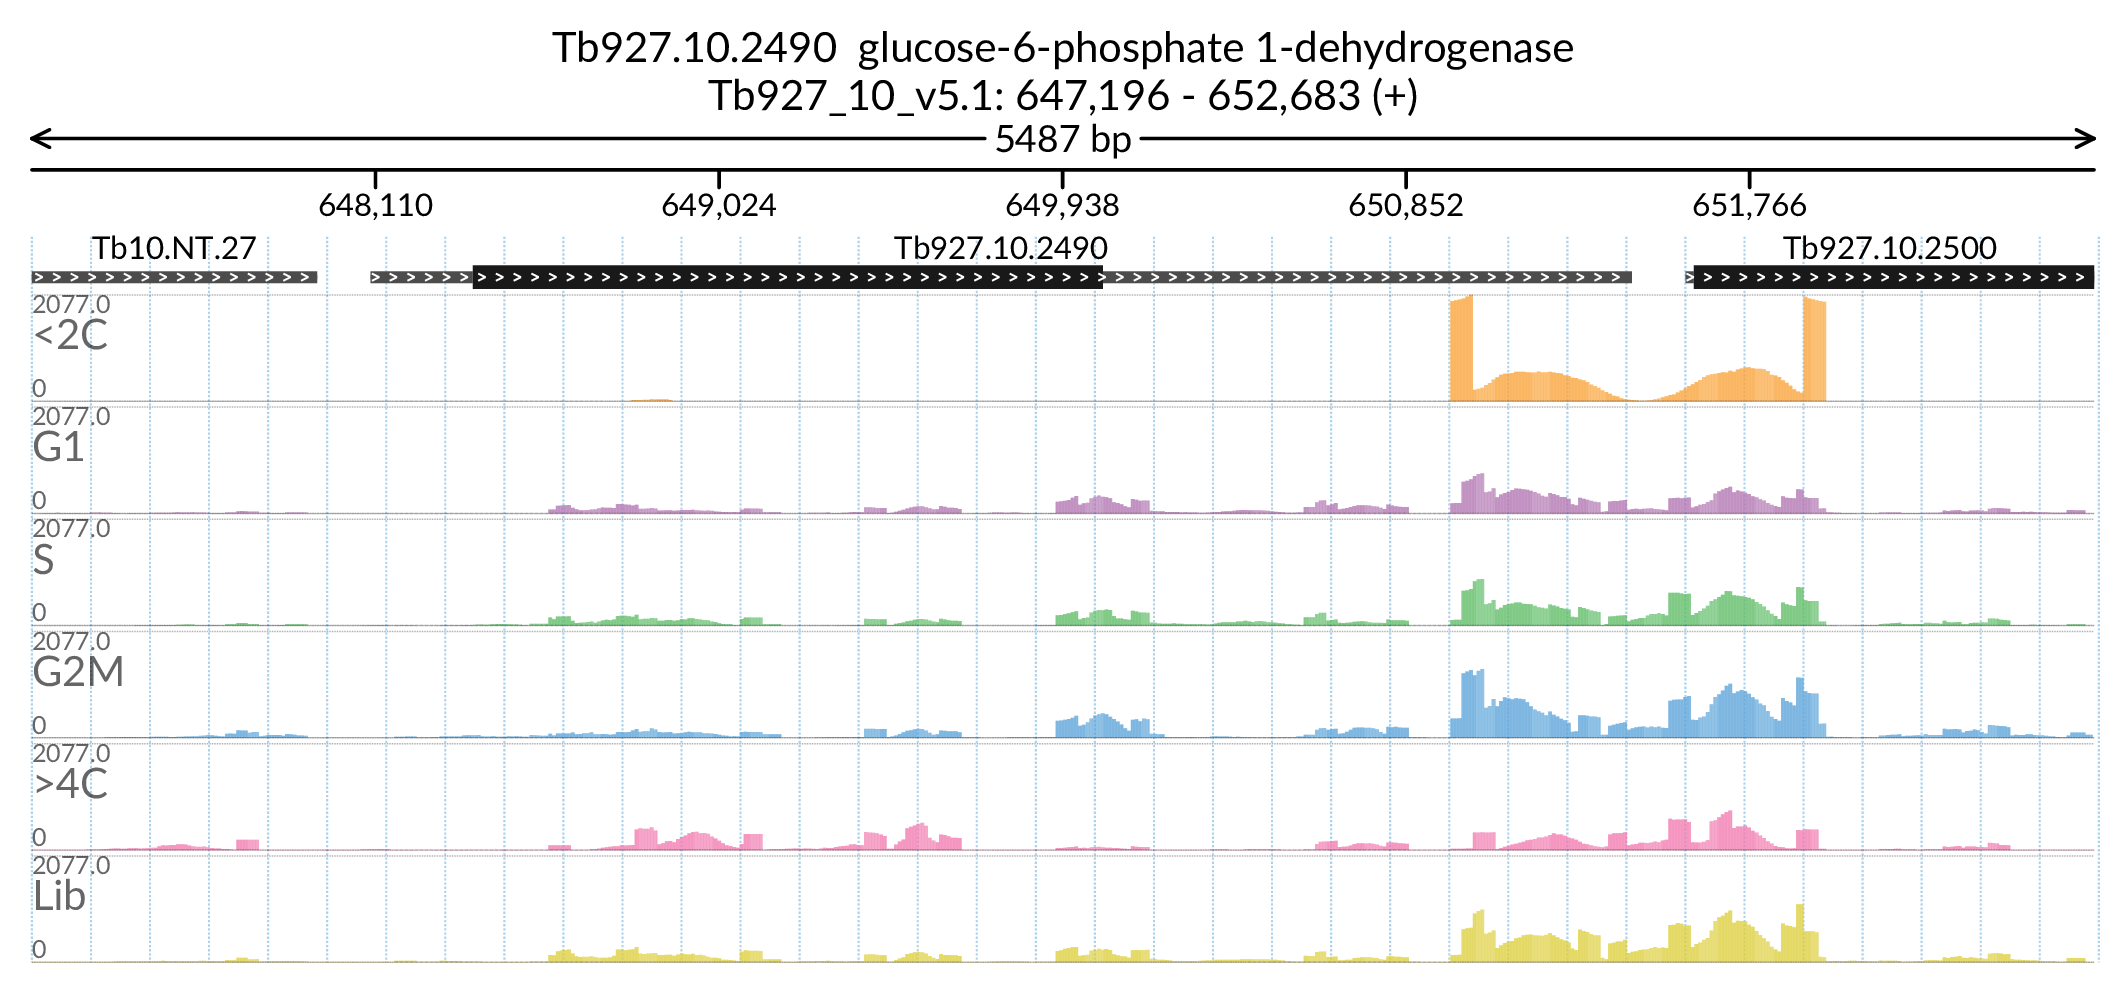 Tb927.10.2490 glucose-6-phosphate 1-dehydrogenase
Tb927_10_v5.1: 647,196 - 652,683 (+)
5487 bp
648,110 649,024 649,938 650,852 651,766
Tb10.NT.27 Tb927.10.2490 Tb927.10.2500
2077.0
<2C
0
2077.0
G1
0
2077.0
S
0
2077.0
G2M
0
2077.0
>4C
0
2077.0
Lib
0